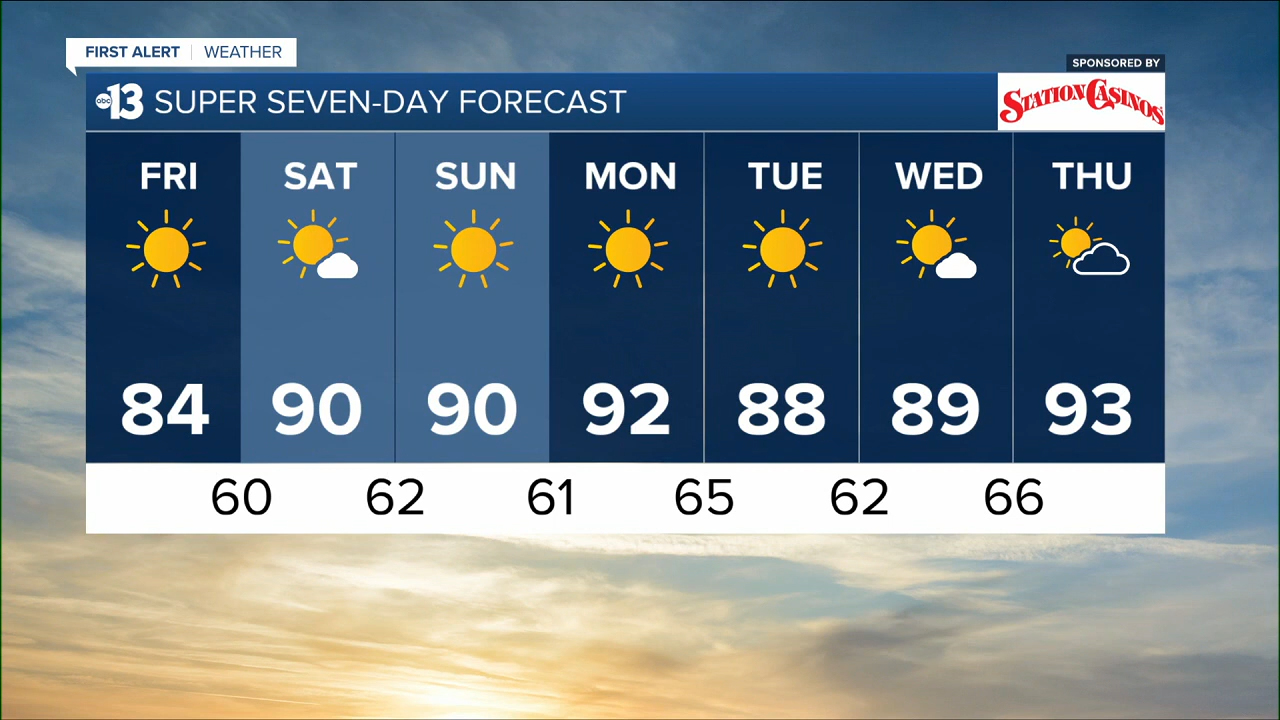 FIRST ALERT | WEATHER
SPONSORED BY
abc 13 SUPER SEVEN-DAY FORECAST
STATION CASINOS
FRI SAT SUN MON TUE WED THU
84 90 90 92 88 89 93
60 62 61 65 62 66